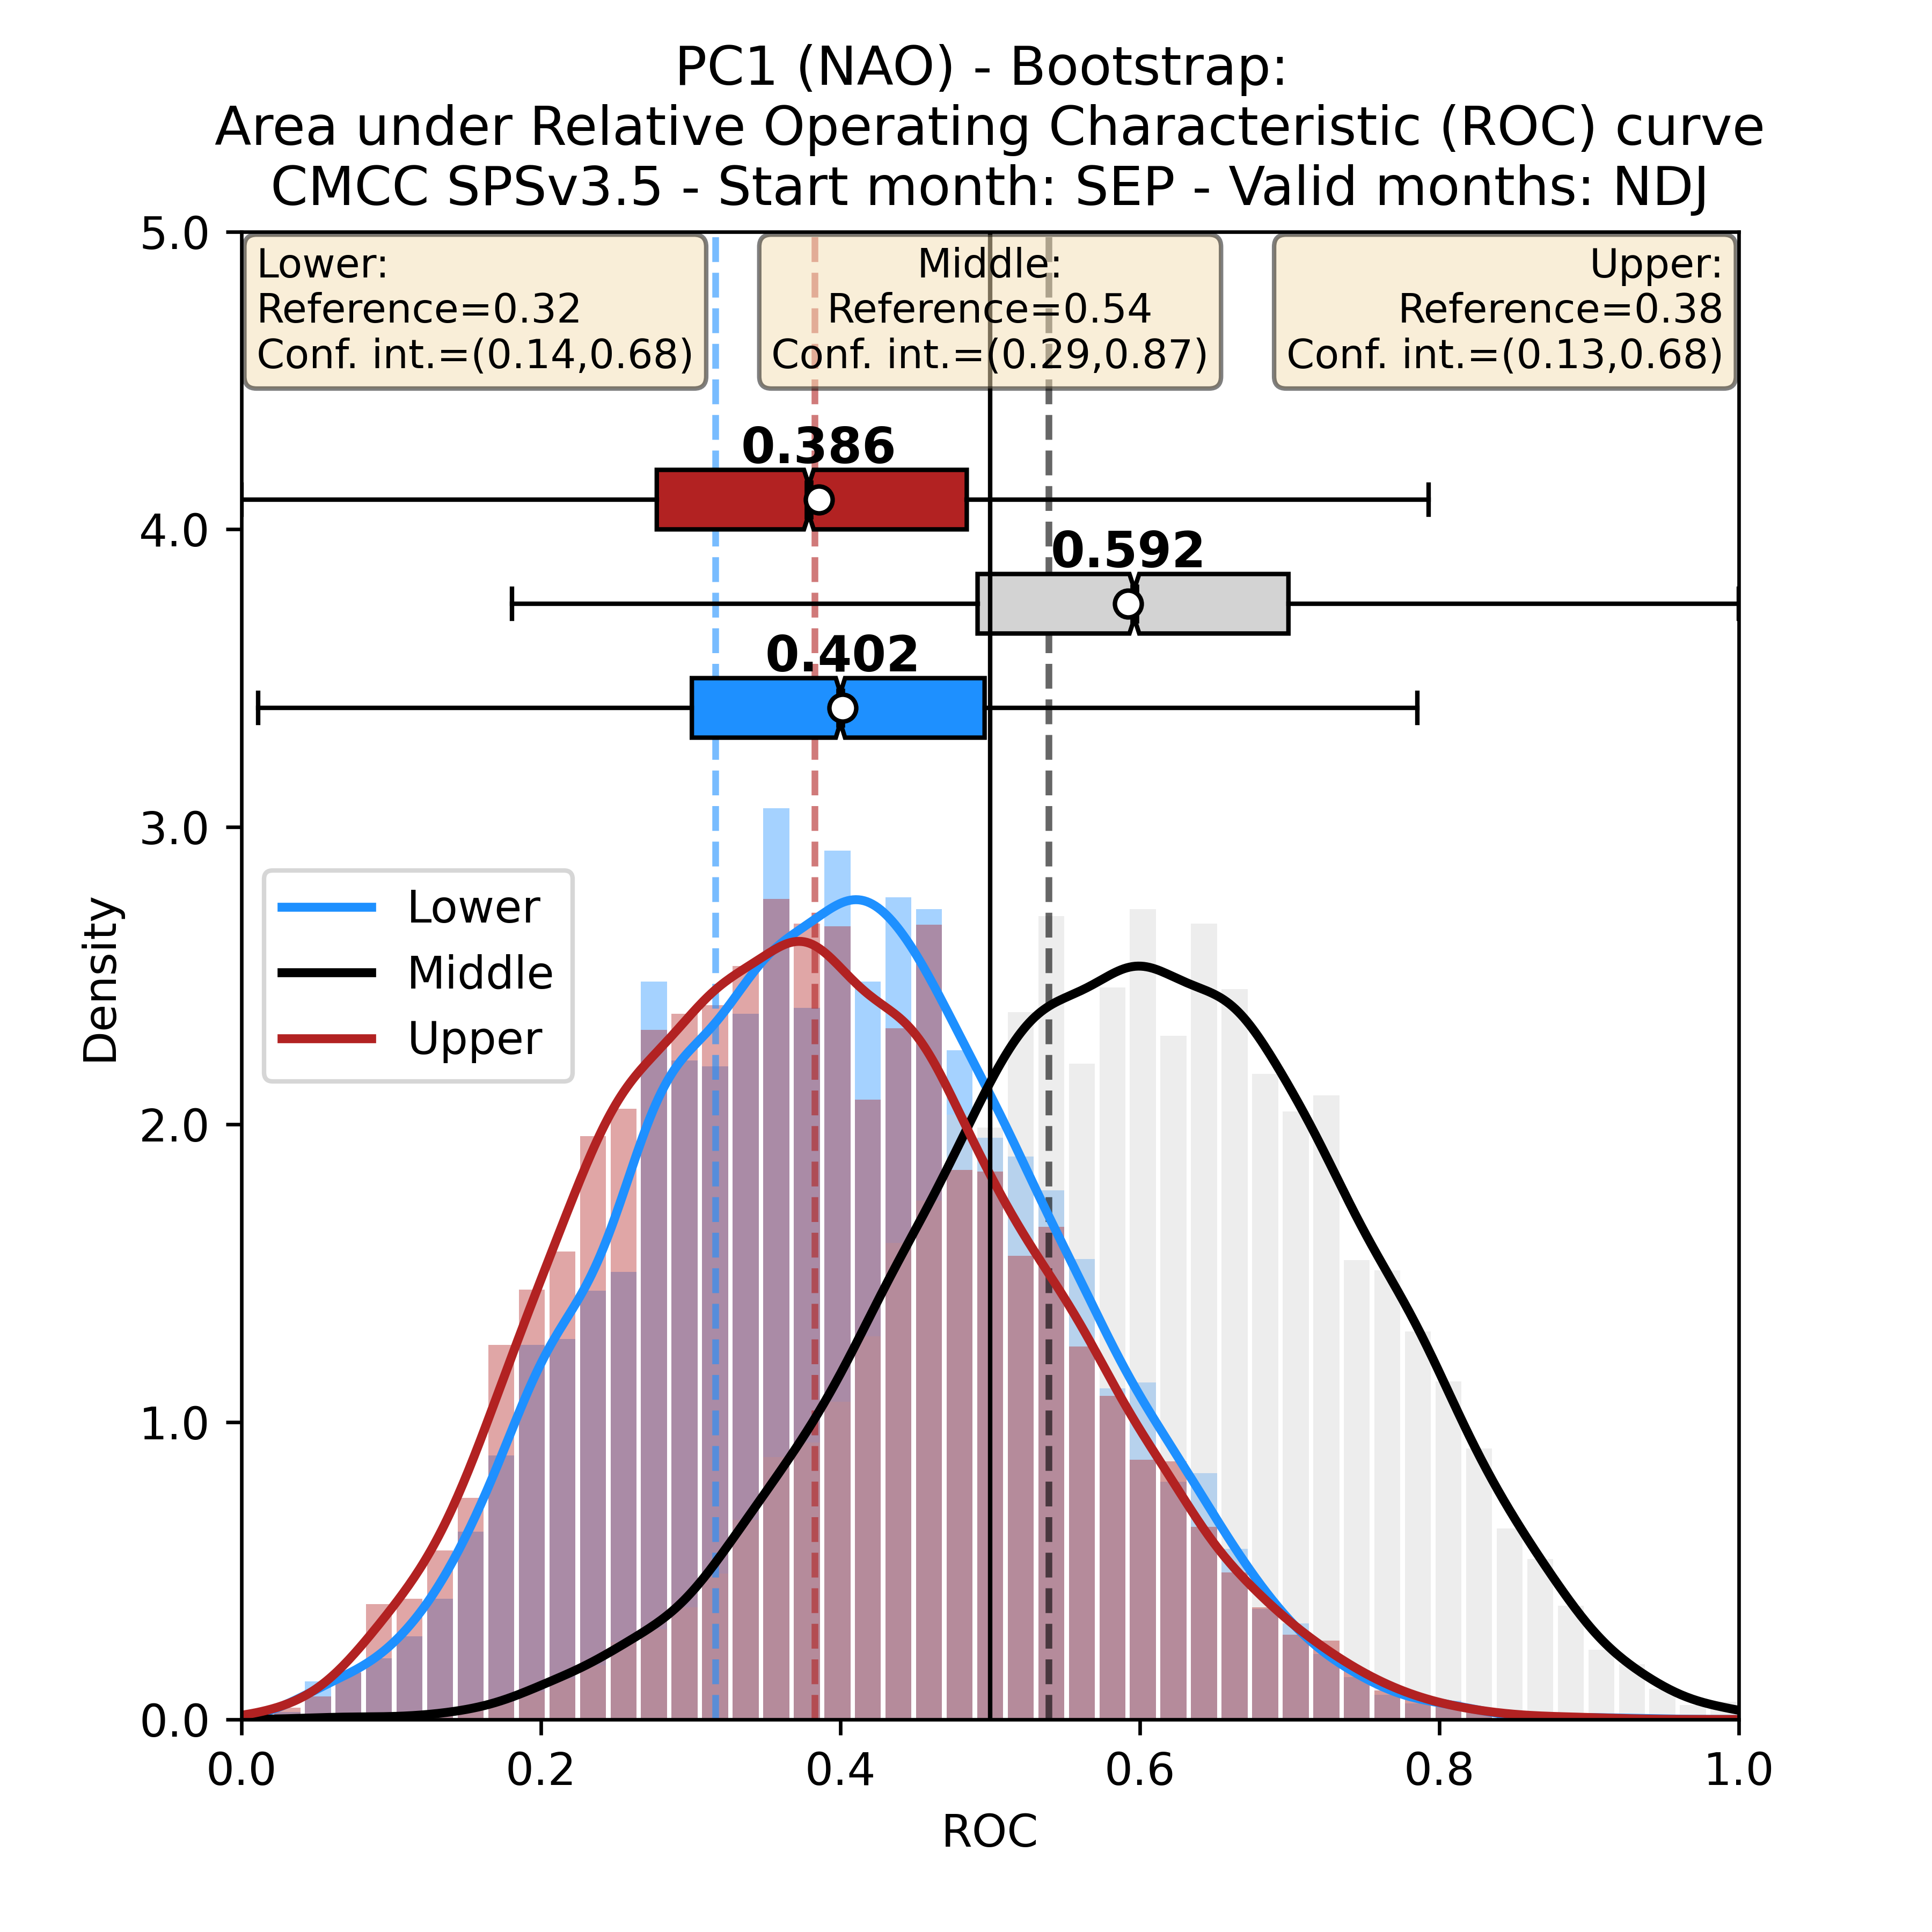 PC1 (NAO) - Bootstrap:
Area under Relative Operating Characteristic (ROC) curve
CMCC SPSv3.5 - Start month: SEP - Valid months: NDJ
Lower:
Reference=0.32
Conf. int.=(0.14,0.68)
Middle:
Reference=0.54
Conf. int.=(0.29,0.87)
Upper:
Reference=0.38
Conf. int.=(0.13,0.68)
0.386
0.592
0.402
Lower
Middle
Upper
Density
5.0
4.0
3.0
2.0
1.0
0.0
0.0 0.2 0.4 0.6 0.8 1.0
ROC